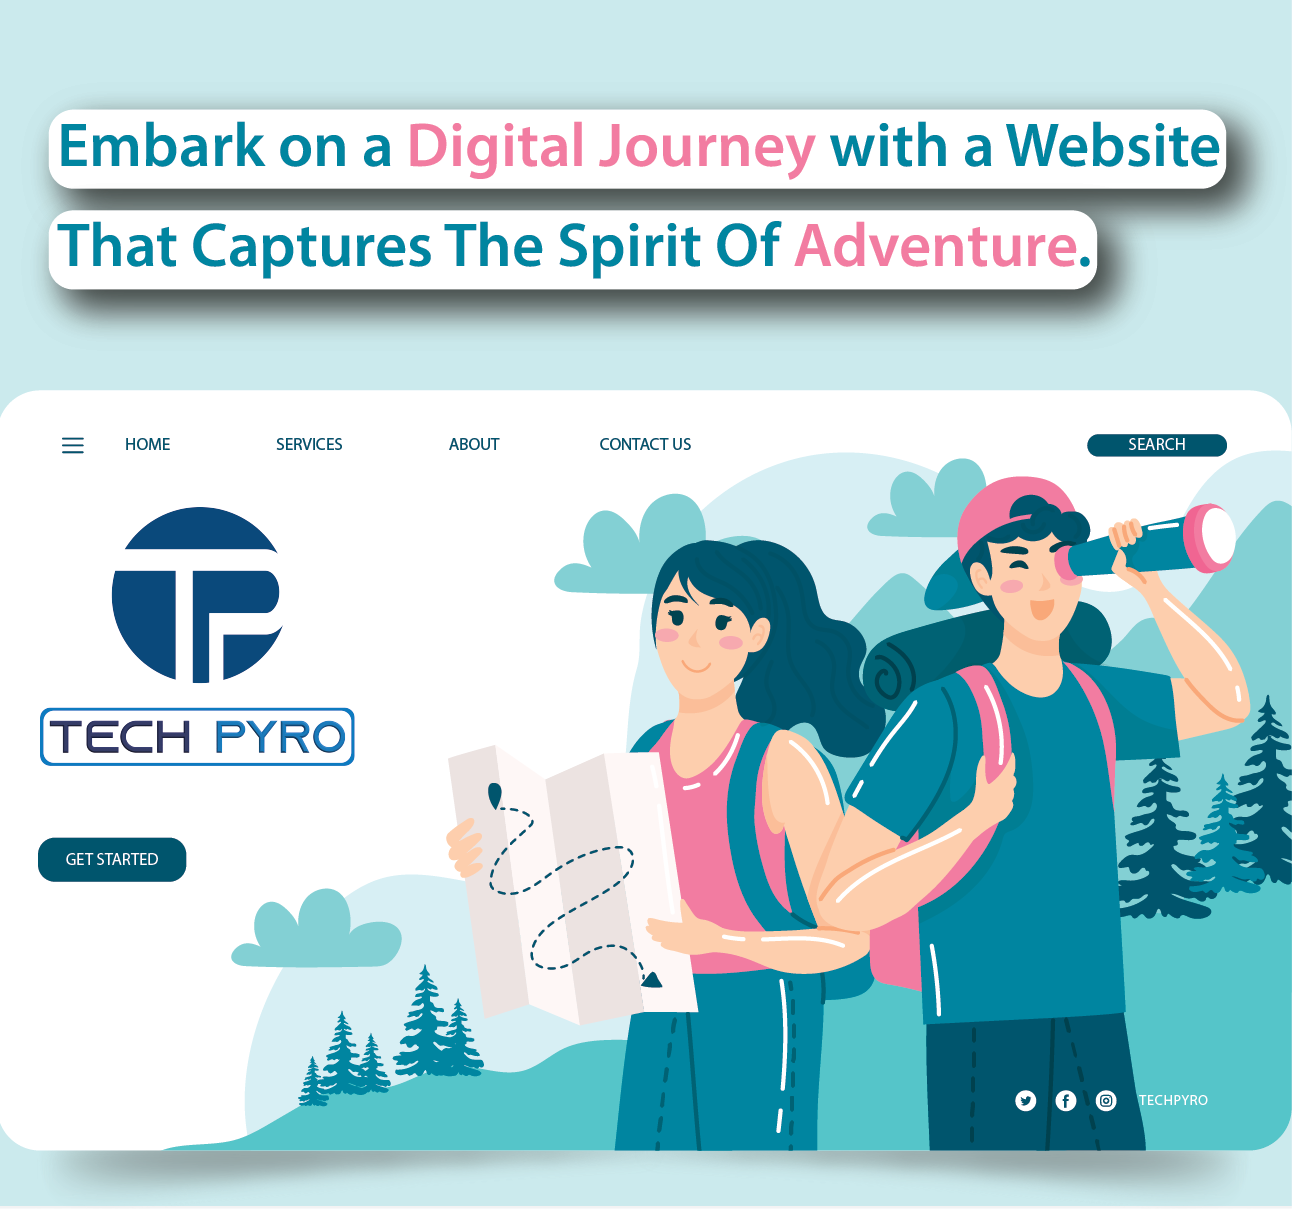 Embark on a Digital Journey with a Website
That Captures The Spirit Of Adventure.
HOME SERVICES ABOUT CONTACT US SEARCH
TP
TECH PYRO
GET STARTED
TECHPYRO